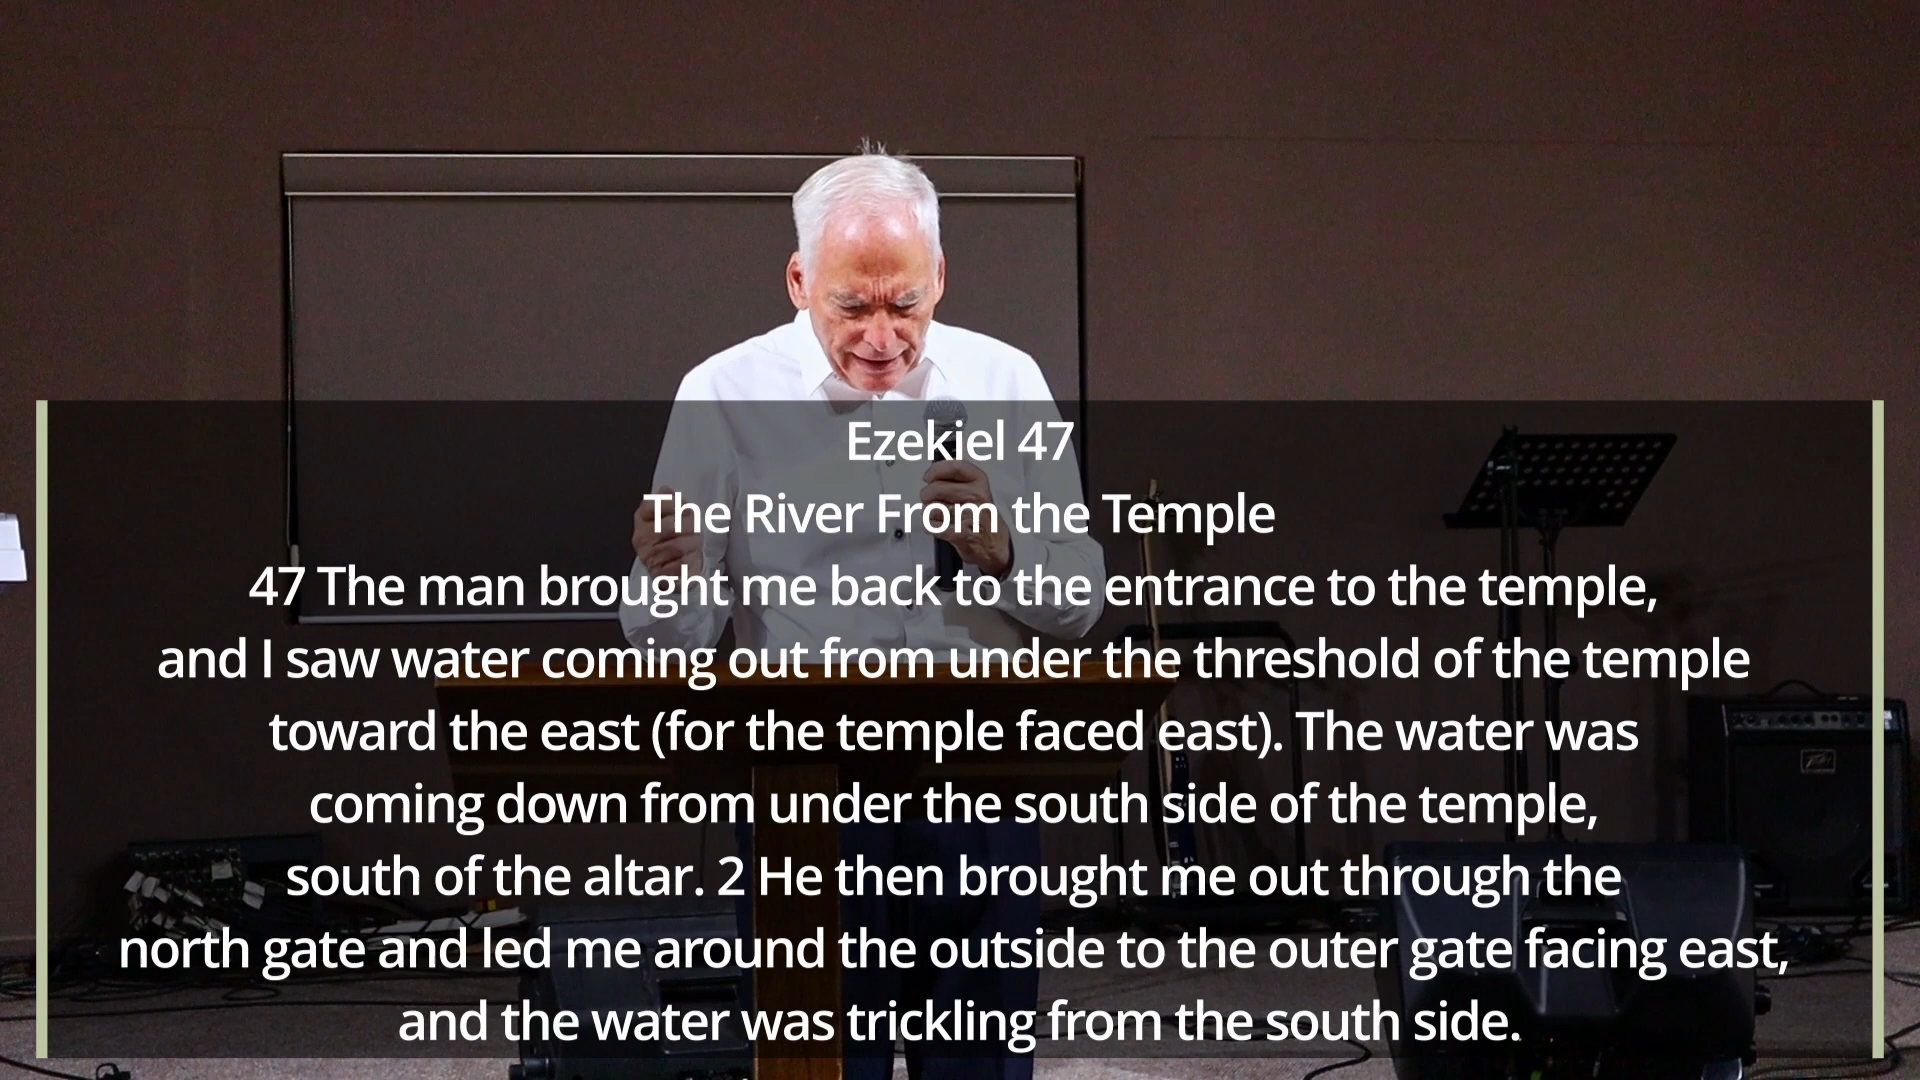 Ezekiel 47
The River From the Temple
47 The man brought me back to the entrance to the temple,
and I saw water coming out from under the threshold of the temple
toward the east (for the temple faced east). The water was
coming down from under the south side of the temple,
south of the altar. 2 He then brought me out through the
north gate and led me around the outside to the outer gate facing east,
and the water was trickling from the south side.